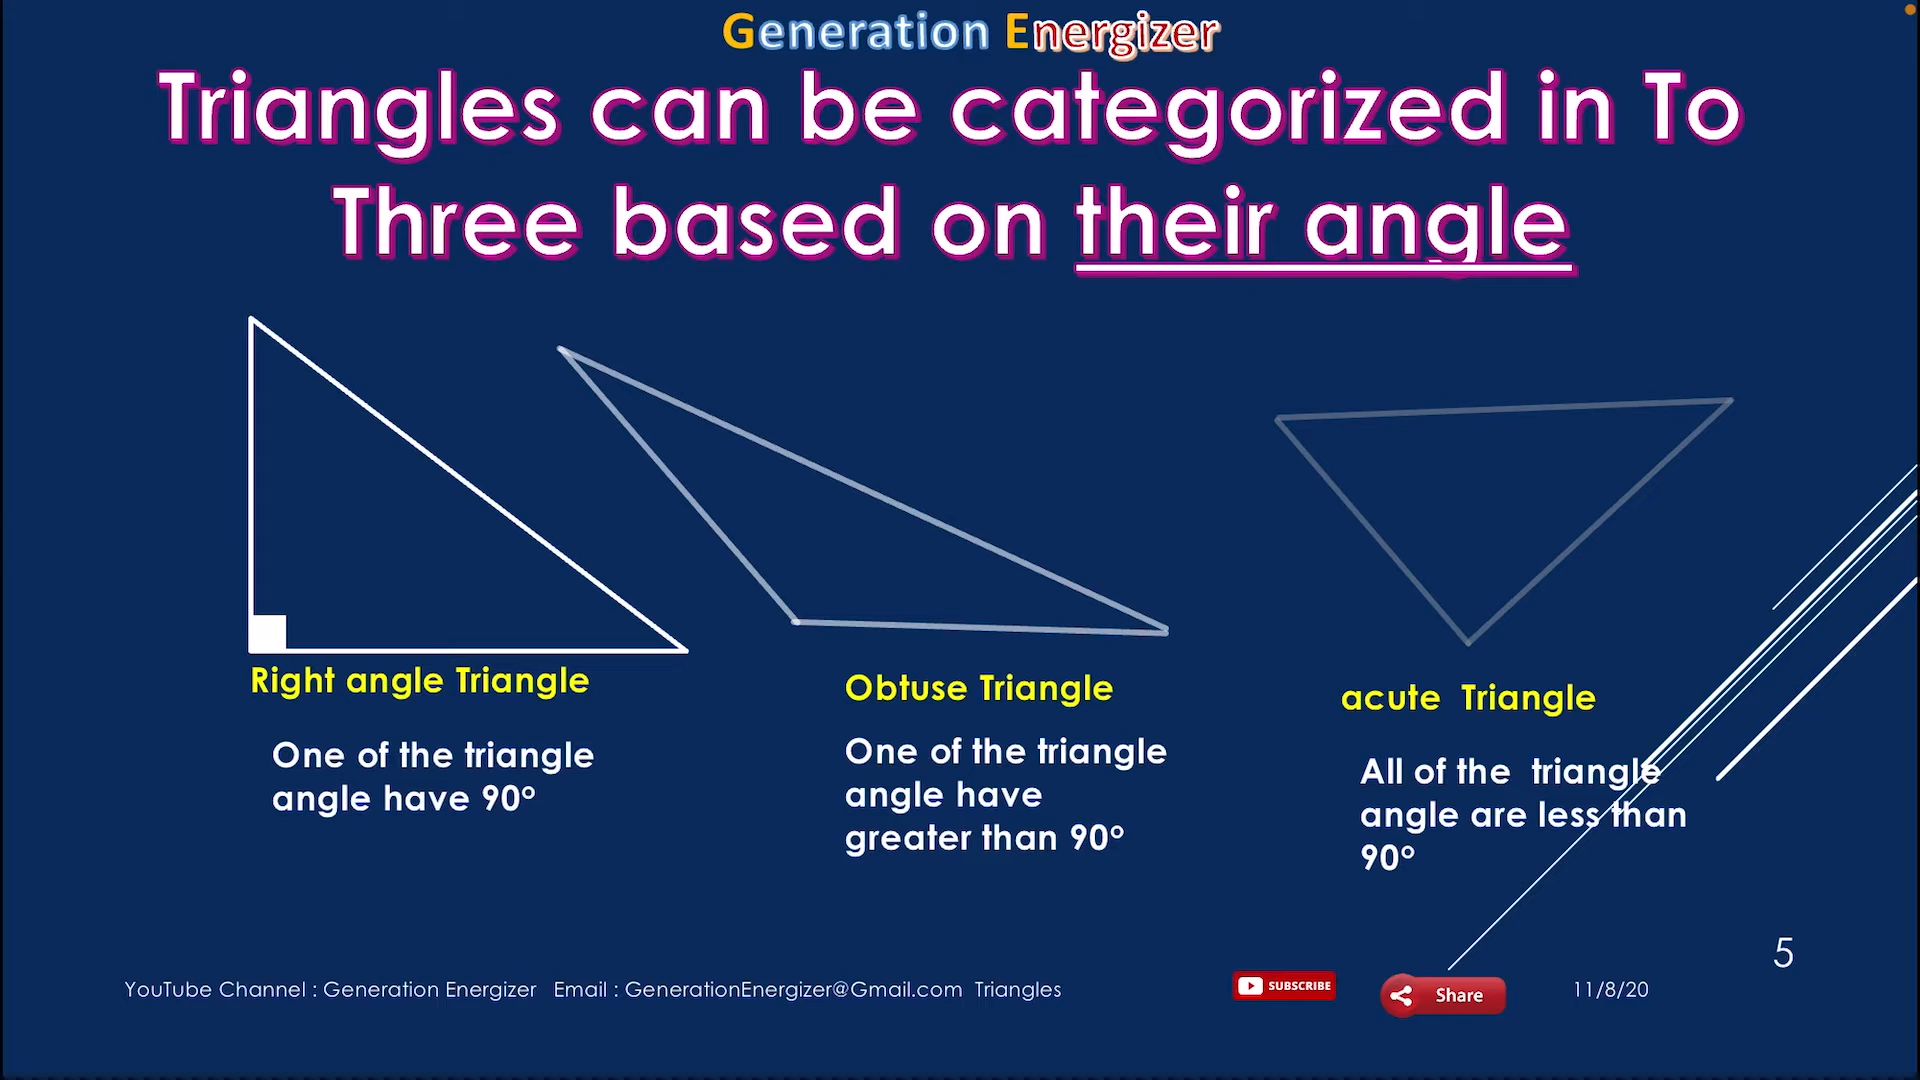 Generation Energizer
Triangles can be categorized in To
Three based on their angle
Right angle Triangle
One of the triangle
angle have 90°
Obtuse Triangle
One of the triangle
angle have
greater than 90°
acute Triangle
All of the triangle
angle are less than
90°
5
YouTube Channel : Generation Energizer Email : GenerationEnergizer@Gmail.com Triangles
SUBSCRIBE
Share
11/8/20